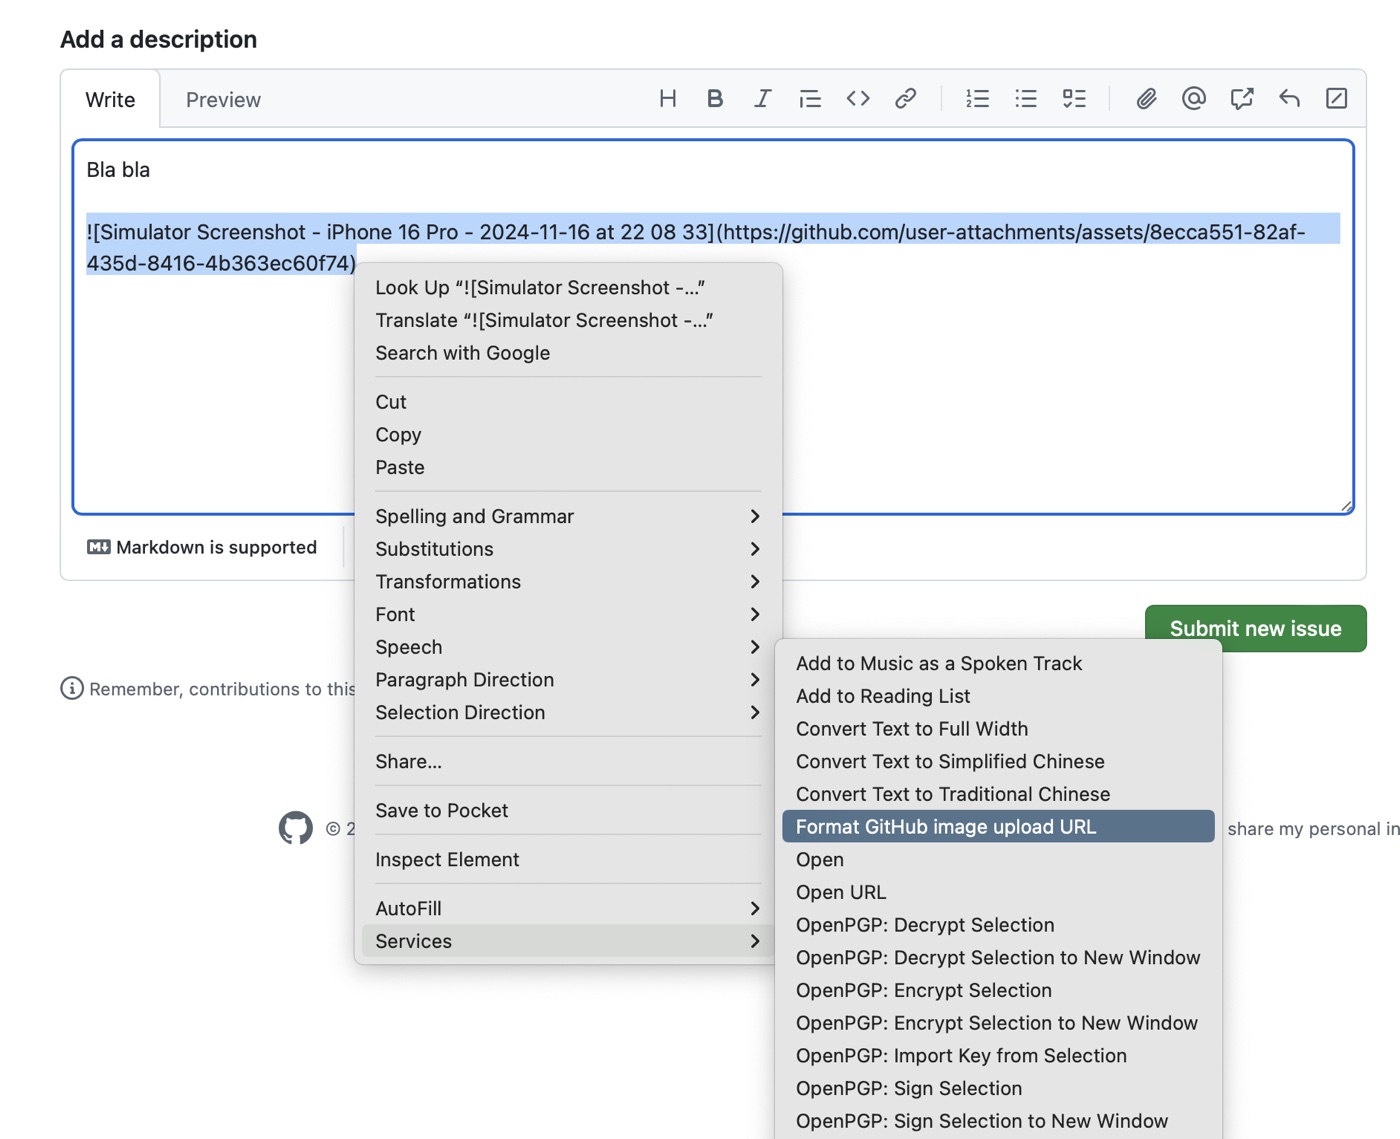 Add a description
Write
Preview
Bla bla
![Simulator Screenshot - iPhone 16 Pro - 2024-11-16 at 22 08 33](https://github.com/user-attachments/assets/8ecca551-82af-
435d-8416-4b363ec60f74)
Look Up “![Simulator Screenshot -...”
Translate “![Simulator Screenshot -...”
Search with Google
Cut
Copy
Paste
Spelling and Grammar
Substitutions
Transformations
Font
Speech
Paragraph Direction
Selection Direction
Share...
Save to Pocket
Inspect Element
AutoFill
Services
Markdown is supported
Submit new issue
Remember, contributions to this
© 2
share my personal in
Add to Music as a Spoken Track
Add to Reading List
Convert Text to Full Width
Convert Text to Simplified Chinese
Convert Text to Traditional Chinese
Format GitHub image upload URL
Open
Open URL
OpenPGP: Decrypt Selection
OpenPGP: Decrypt Selection to New Window
OpenPGP: Encrypt Selection
OpenPGP: Encrypt Selection to New Window
OpenPGP: Import Key from Selection
OpenPGP: Sign Selection
OpenPGP: Sign Selection to New Window